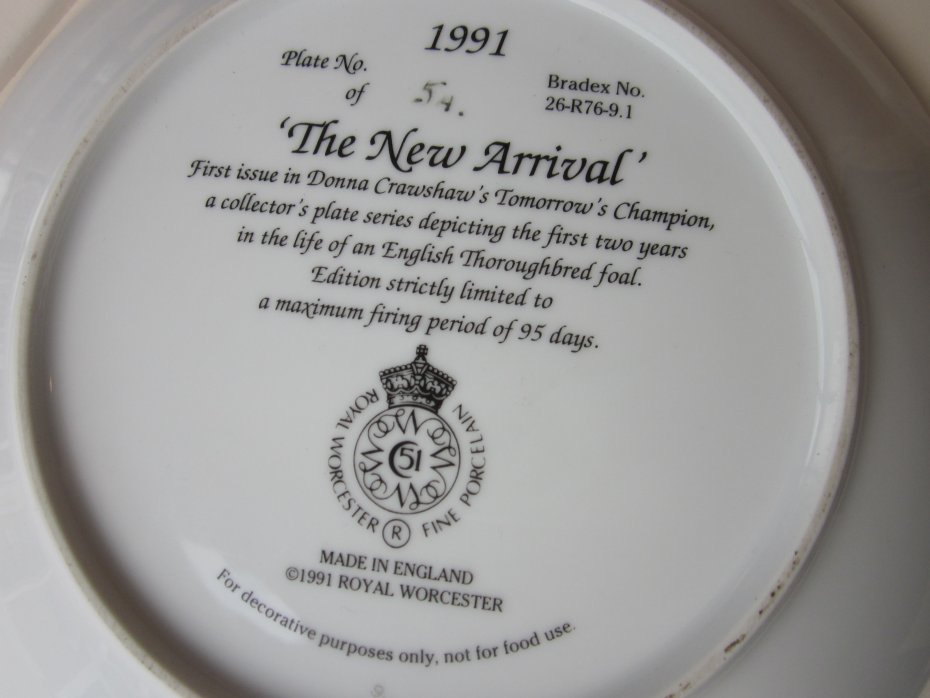 1991
Plate No.
of
Bradex No.
26-R76-9.1
'The New Arrival'
First issue in Donna Crawshaw's Tomorrow's Champion,
a collector's plate series depicting the first two years
in the life of an English Thoroughbred foal.
Edition strictly limited to
a maximum firing period of 95 days.
ROYAL WORCESTER ® FINE PORCELAIN
51
MADE IN ENGLAND
©1991 ROYAL WORCESTER
For decorative purposes only, not for food use.